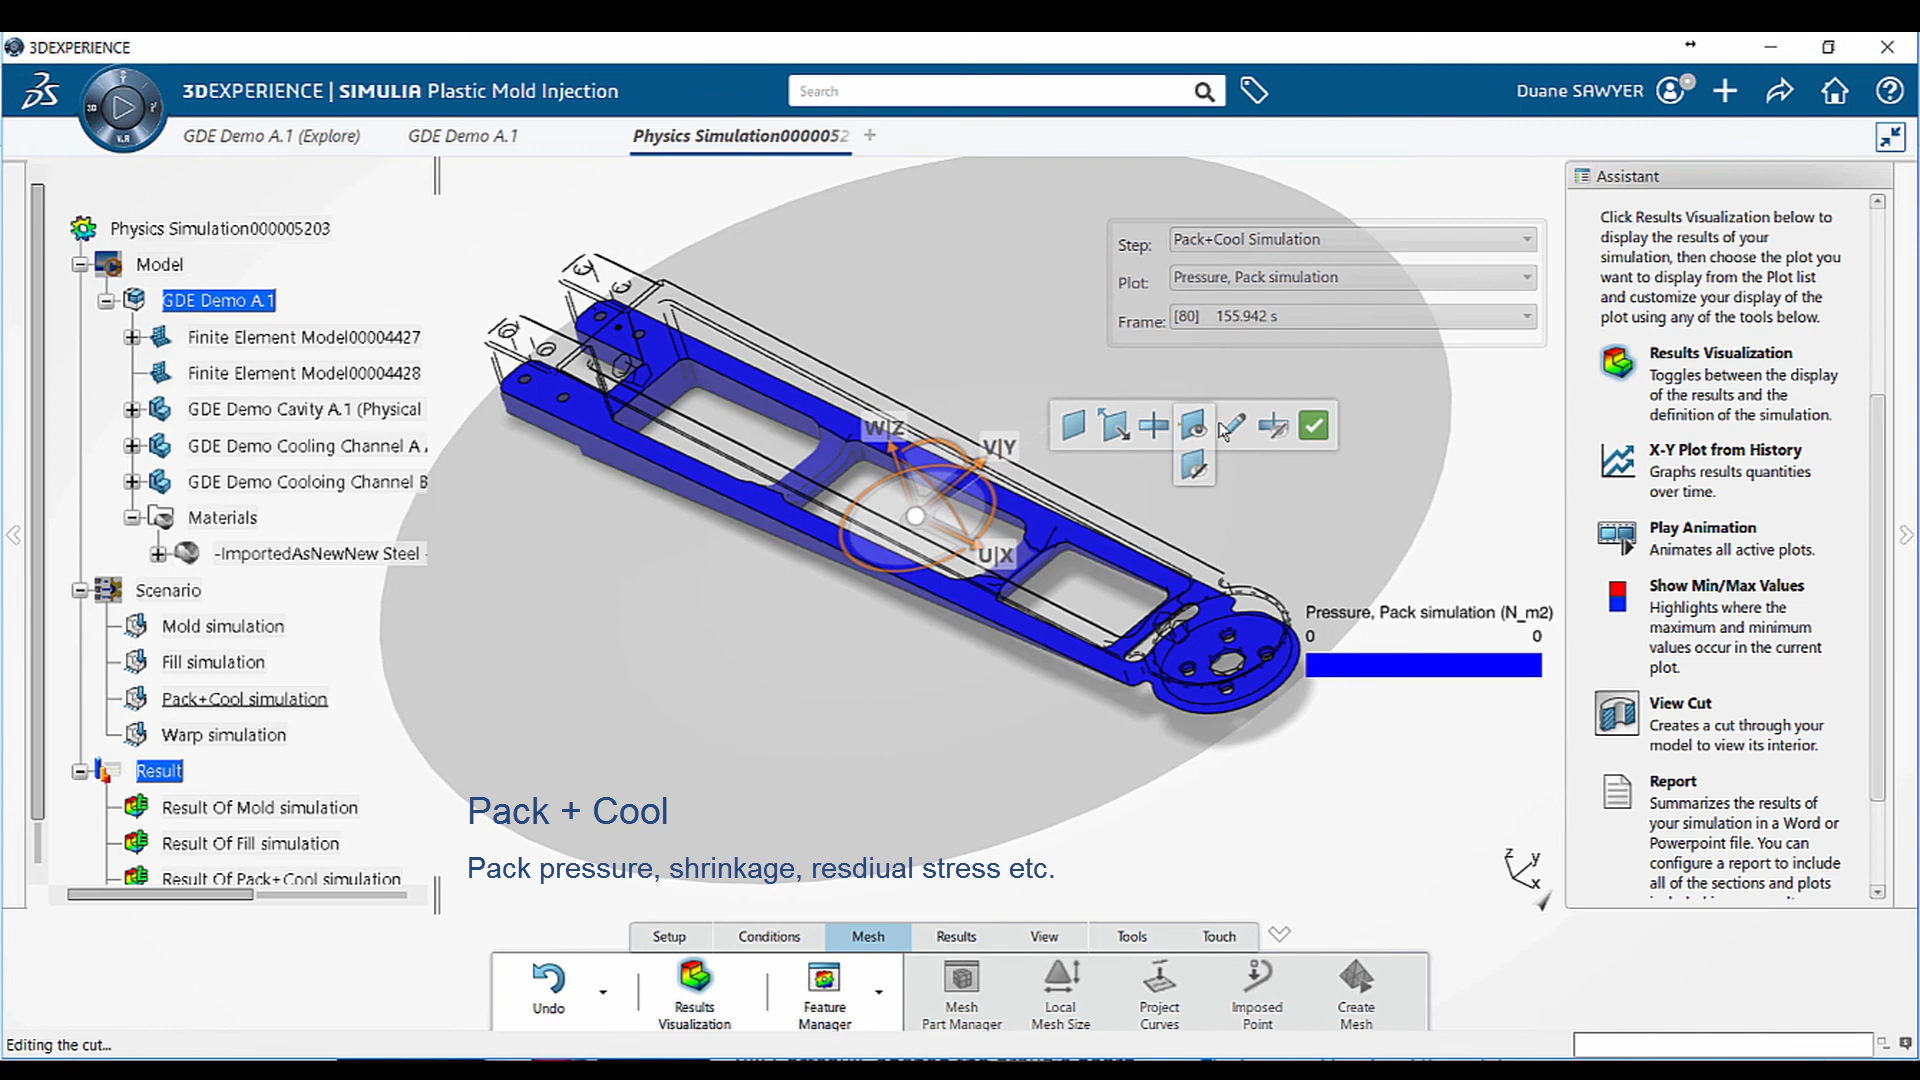 3DEXPERIENCE
3DEXPERIENCE | SIMULIA Plastic Mold Injection
Search
Duane SAWYER
3D
V.R
GDE Demo A.1 (Explore)
GDE Demo A.1
Physics Simulation0000052
Physics Simulation000005203
Model
GDE Demo A.1
Finite Element Model00004427
Finite Element Model00004428
GDE Demo Cavity A.1 (Physical
GDE Demo Cooling Channel A
GDE Demo Cooloing Channel B
Materials
-ImportedAsNewNew Steel -
Scenario
Mold simulation
Fill simulation
Pack+Cool simulation
Warp simulation
Result
Result Of Mold simulation
Result Of Fill simulation
Result Of Pack+Cool simulation
Step: Pack+Cool Simulation
Plot: Pressure, Pack simulation
Frame: [80] 155.942 s
W|Z
V|Y
U|X
Pressure, Pack simulation (N_m2)
0 0
z y
x
Pack + Cool
Pack pressure, shrinkage, resdiual stress etc.
Assistant
Click Results Visualization below to
display the results of your
simulation, then choose the plot you
want to display from the Plot list
and customize your display of the
plot using any of the tools below.
Results Visualization
Toggles between the display
of the results and the
definition of the simulation.
X-Y Plot from History
Graphs results quantities
over time.
Play Animation
Animates all active plots.
Show Min/Max Values
Highlights where the
maximum and minimum
values occur in the current
plot.
View Cut
Creates a cut through your
model to view its interior.
Report
Summarizes the results of
your simulation in a Word or
Powerpoint file. You can
configure a report to include
all of the sections and plots
Setup Conditions Mesh Results View Tools Touch
Undo
Results
Visualization
Feature
Manager
Mesh
Part Manager
Local
Mesh Size
Project
Curves
Imposed
Point
Create
Mesh
Editing the cut...